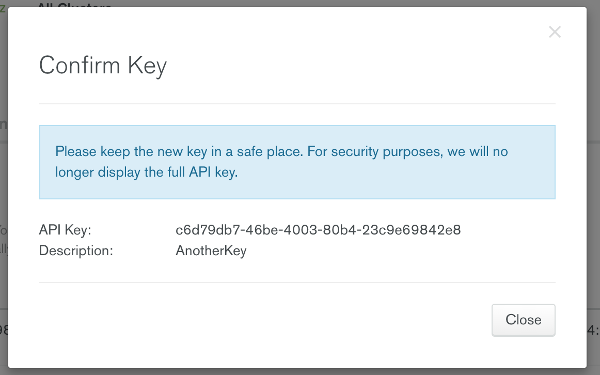 All Clusters
Confirm Key
Please keep the new key in a safe place. For security purposes, we will no
longer display the full API key.
API Key: c6d79db7-46be-4003-80b4-23c9e69842e8
Description: AnotherKey
Close